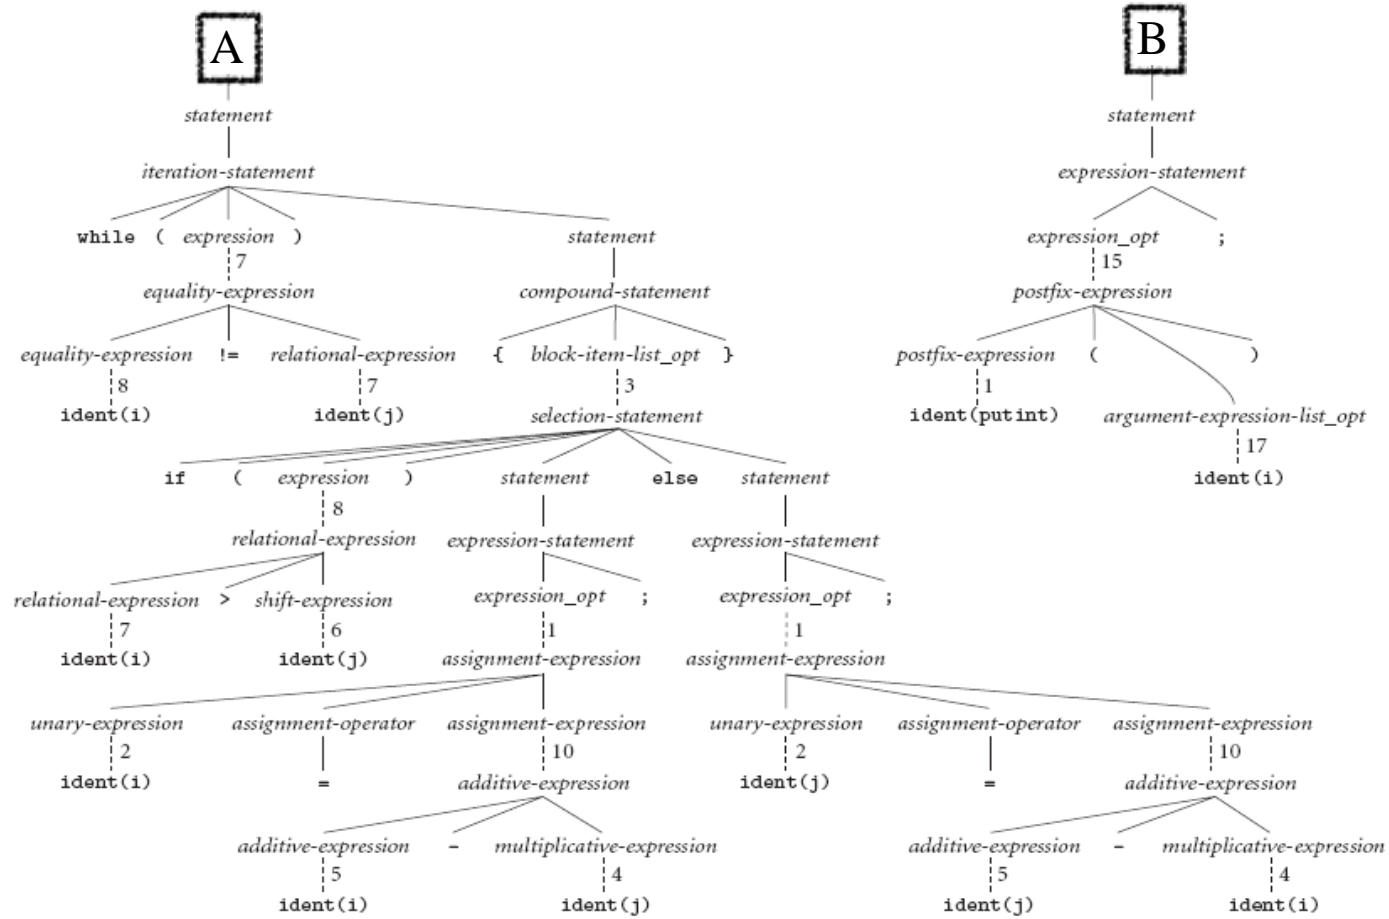 A B
statement statement
iteration-statement expression-statement
while ( expression ) statement expression_opt ;
7 15
equality-expression compound-statement postfix-expression
equality-expression != relational-expression { block-item-list_opt } postfix-expression ( )
8 7 3 1
ident(i) ident(j) selection-statement ident(putint) argument-expression-list_opt
17
if ( expression ) statement else statement ident(i)
8
relational-expression expression-statement expression-statement
relational-expression > shift-expression expression_opt ; expression_opt ;
7 6 1 1
ident(i) ident(j) assignment-expression assignment-expression
unary-expression assignment-operator assignment-expression unary-expression assignment-operator assignment-expression
2 10 2 10
ident(i) = additive-expression ident(j) = additive-expression
additive-expression - multiplicative-expression additive-expression - multiplicative-expression
5 4 5 4
ident(i) ident(j) ident(j) ident(i)